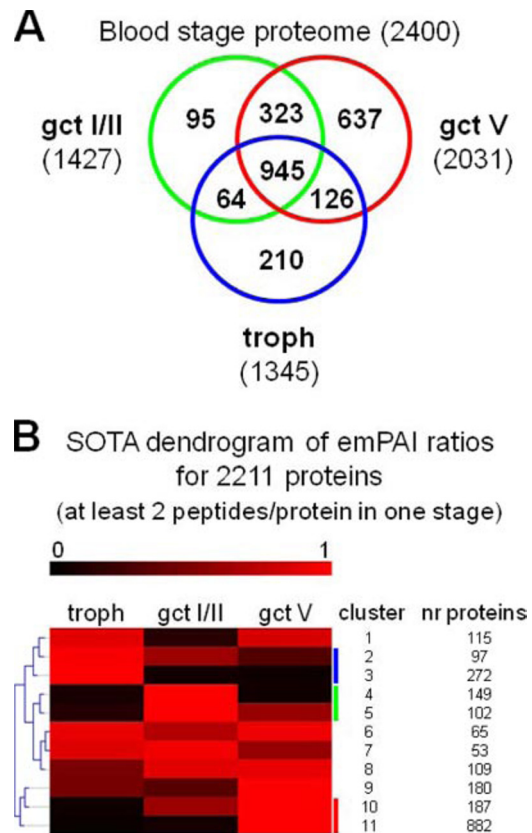 A
Blood stage proteome (2400)
gct I/II
(1427)
95
323
637
gct V
(2031)
945
64
126
210
troph
(1345)
B
SOTA dendrogram of emPAI ratios
for 2211 proteins
(at least 2 peptides/protein in one stage)
0 1
troph gct I/II gct V cluster nr proteins
1 115
2 97
3 272
4 149
5 102
6 65
7 53
8 109
9 180
10 187
11 882